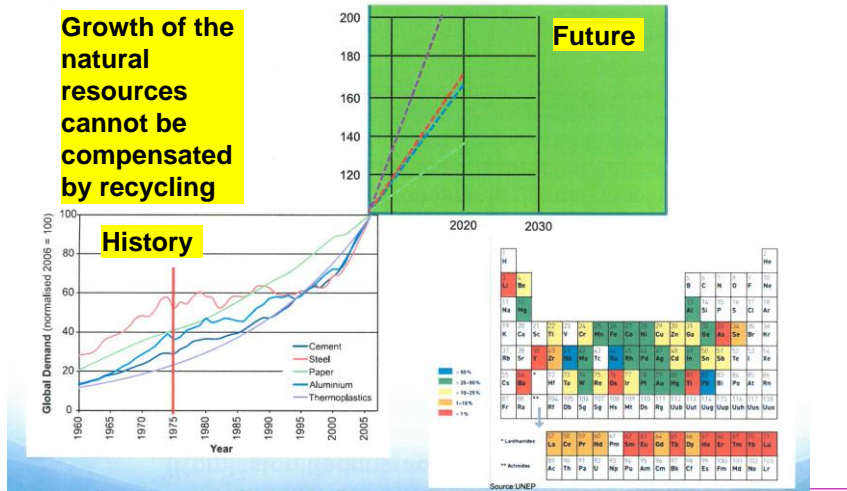 Growth of the
natural
resources
cannot be
compensated
by recycling
200
180
160
140
120
Future
2020
2030
History
Global Demand (normalised 2006 = 100)
100
80
60
40
20
0
Cement
Steel
Paper
Aluminium
Thermoplastics
1960
1965
1970
1975
1980
1985
1990
1995
2000
2005
Year
H He
Li Be B C N O F Ne
Na Mg Al Si P S Cl Ar
K Ca Sc Ti V Cr Mn Fe Co Ni Cu Zn Ga Ge As Se Br Kr
Rb Sr Y Zr Nb Mo Tc Ru Rh Pd Ag Cd In Sn Sb Te I Xe
Cs Ba * Hf Ta W Re Os Ir Pt Au Hg Tl Pb Bi Po At Rn
Fr Ra ** Rf Db Sg Sg Hs Mt Ds Rg Uub Uut Uug Uup Uuh Uus Uuo
> 50%
> 25-50%
> 10-25%
1-10%
< 1%
* Lanthanides
La Ce Pr Nd Pm Sm Eu Gd Tb Dy Ho Er Tm Yb Lu
** Actinides
Ac Th Pa U Np Pu Am Cm Bk Cf Es Fm Md No Lr
Source:UNEP